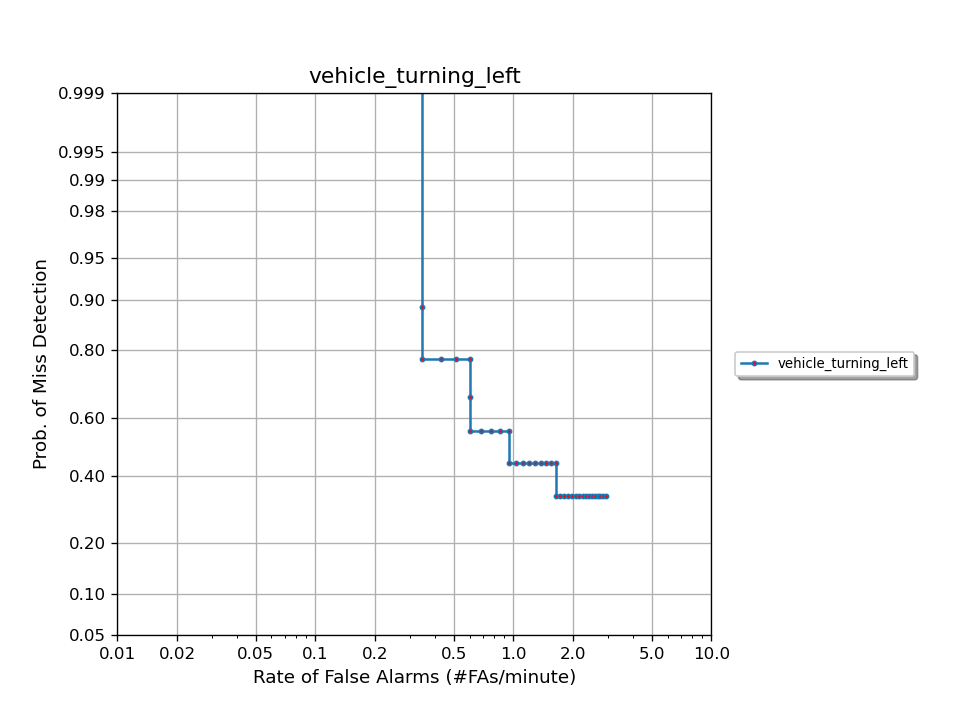 vehicle_turning_left
0.999
0.995
0.99
0.98
0.95
0.90
0.80
0.60
0.40
0.20
0.10
0.05
Prob. of Miss Detection
0.01 0.02 0.05 0.1 0.2 0.5 1.0 2.0 5.0 10.0
Rate of False Alarms (#FAs/minute)
vehicle_turning_left